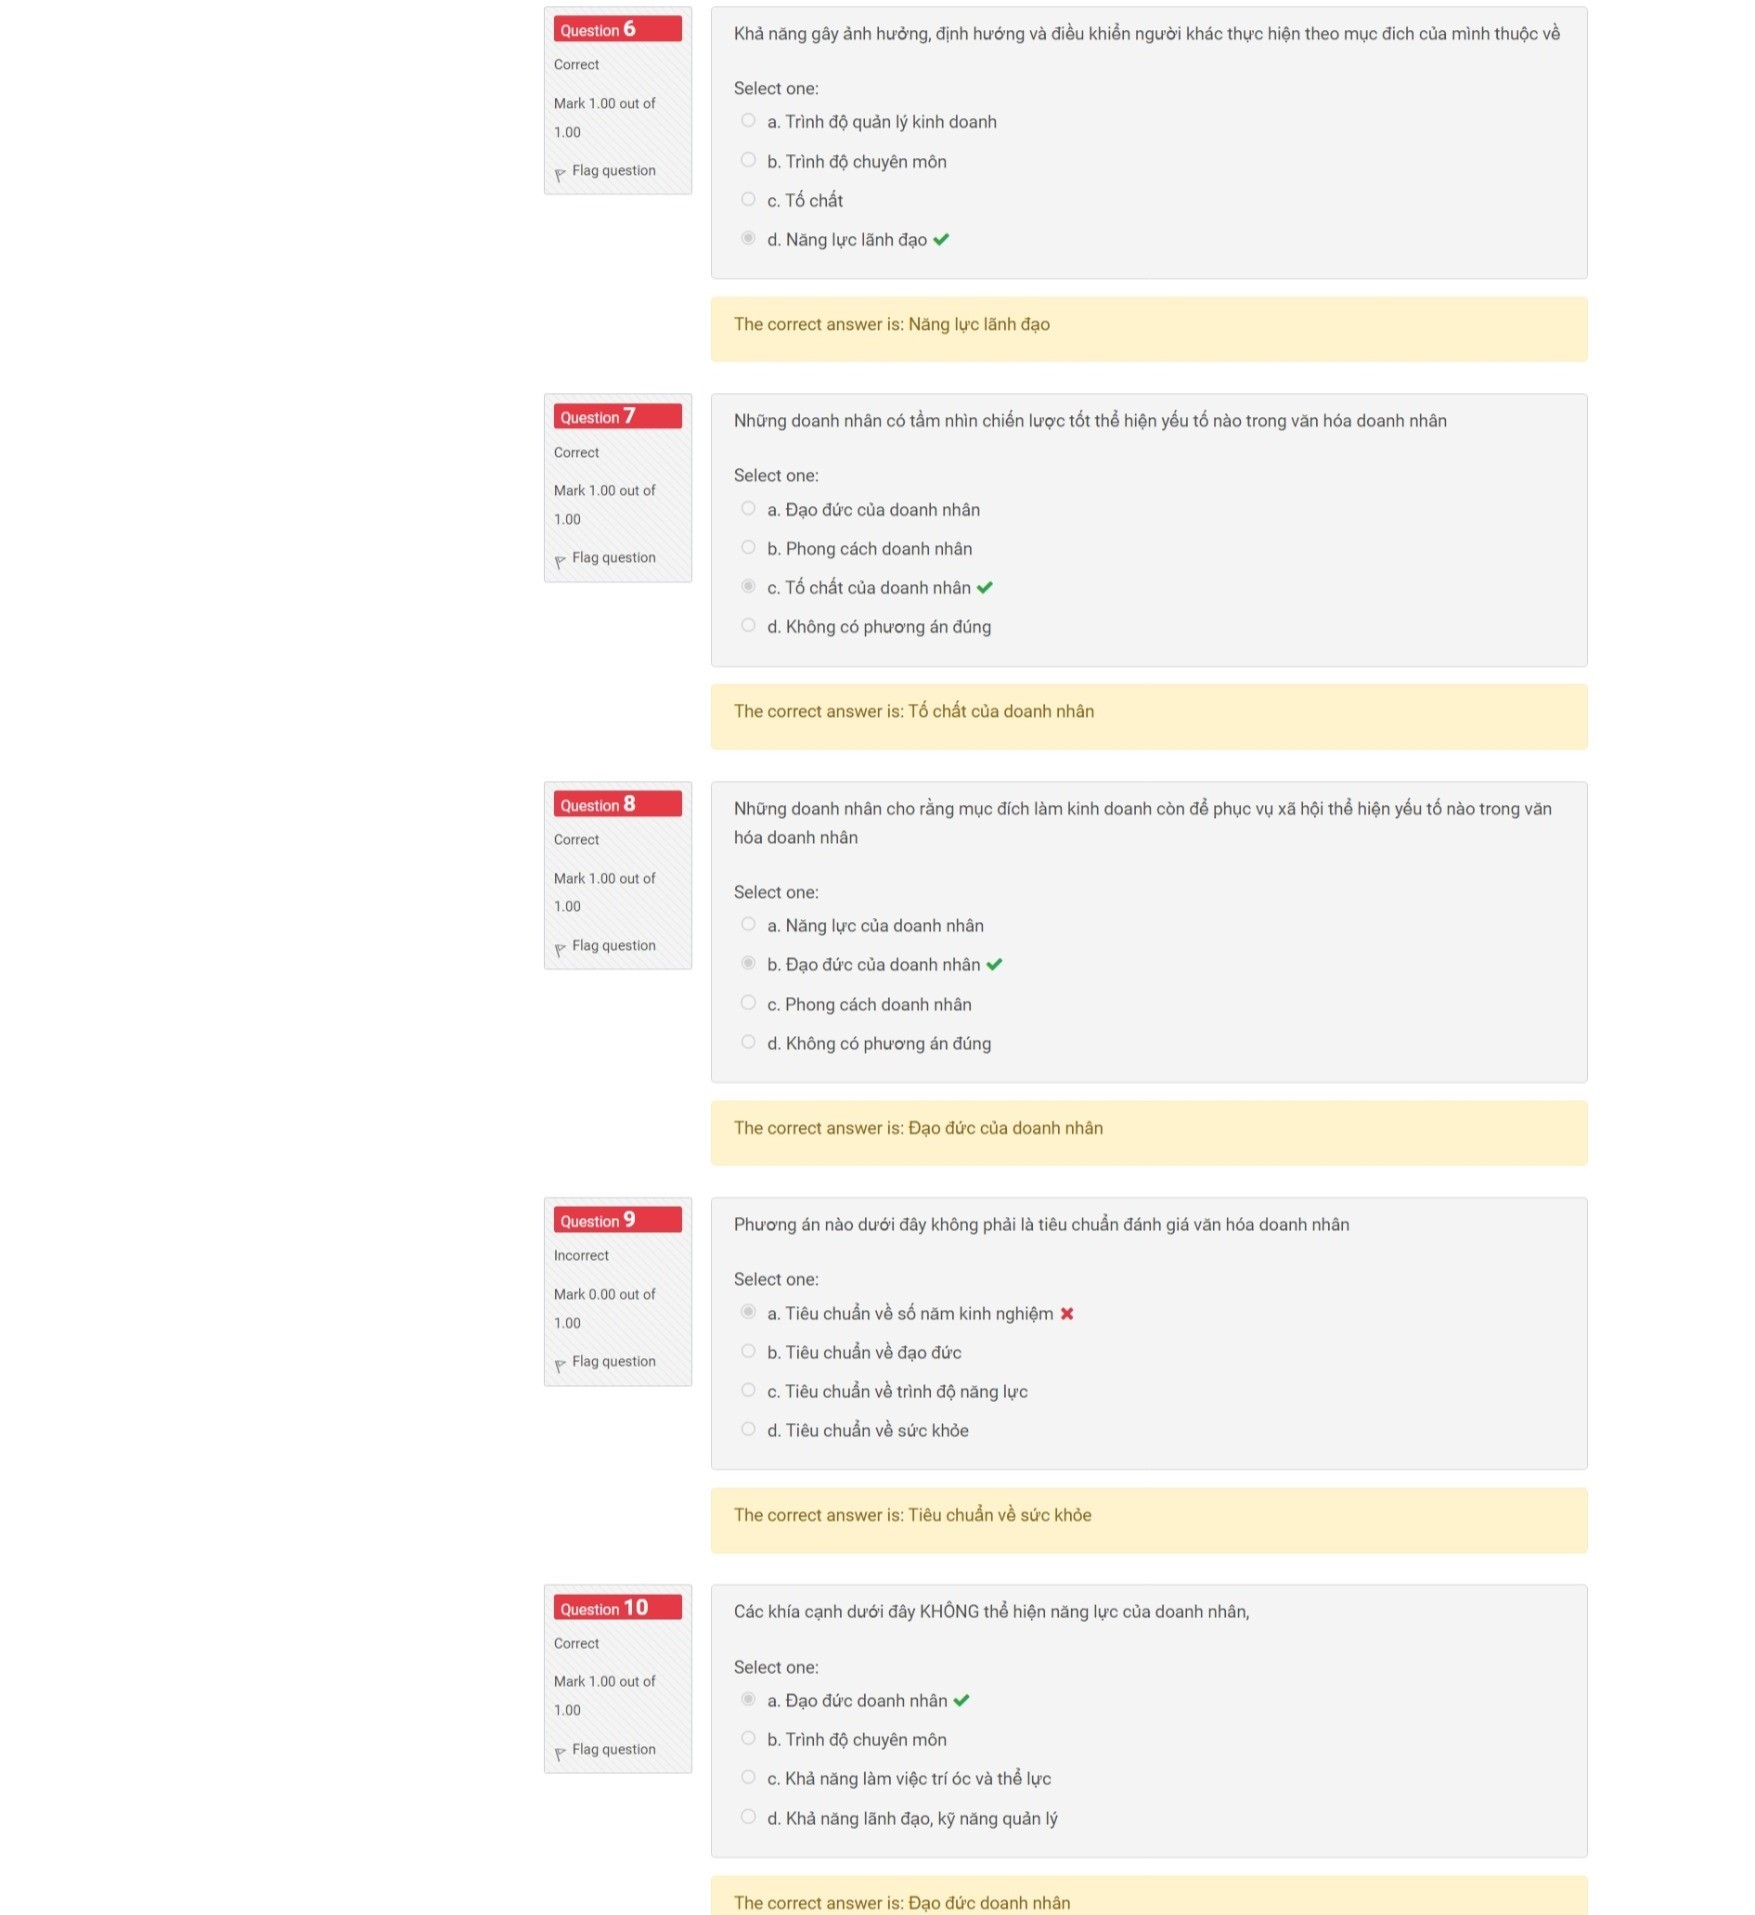 Question 6
Correct
Mark 1.00 out of
1.00
Flag question
Khả năng gây ảnh hưởng, định hướng và điều khiển người khác thực hiện theo mục đich của mình thuộc về
Select one:
a. Trình độ quản lý kinh doanh
b. Trình độ chuyên môn
c. Tố chất
d. Năng lực lãnh đạo
The correct answer is: Năng lực lãnh đạo
Question 7
Correct
Mark 1.00 out of
1.00
Flag question
Những doanh nhân có tầm nhìn chiến lược tốt thể hiện yếu tố nào trong văn hóa doanh nhân
Select one:
a. Đạo đức của doanh nhân
b. Phong cách doanh nhân
c. Tố chất của doanh nhân
d. Không có phương án đúng
The correct answer is: Tố chất của doanh nhân
Question 8
Correct
Mark 1.00 out of
1.00
Flag question
Những doanh nhân cho rằng mục đích làm kinh doanh còn để phục vụ xã hội thể hiện yếu tố nào trong văn
hóa doanh nhân
Select one:
a. Năng lực của doanh nhân
b. Đạo đức của doanh nhân
c. Phong cách doanh nhân
d. Không có phương án đúng
The correct answer is: Đạo đức của doanh nhân
Question 9
Incorrect
Mark 0.00 out of
1.00
Flag question
Phương án nào dưới đây không phải là tiêu chuẩn đánh giá văn hóa doanh nhân
Select one:
a. Tiêu chuẩn về số năm kinh nghiệm
b. Tiêu chuẩn về đạo đức
c. Tiêu chuẩn về trình độ năng lực
d. Tiêu chuẩn về sức khỏe
The correct answer is: Tiêu chuẩn về sức khỏe
Question 10
Correct
Mark 1.00 out of
1.00
Flag question
Các khía cạnh dưới đây KHÔNG thể hiện năng lực của doanh nhân,
Select one:
a. Đạo đức doanh nhân
b. Trình độ chuyên môn
c. Khả năng làm việc trí óc và thể lực
d. Khả năng lãnh đạo, kỹ năng quản lý
The correct answer is: Đạo đức doanh nhân